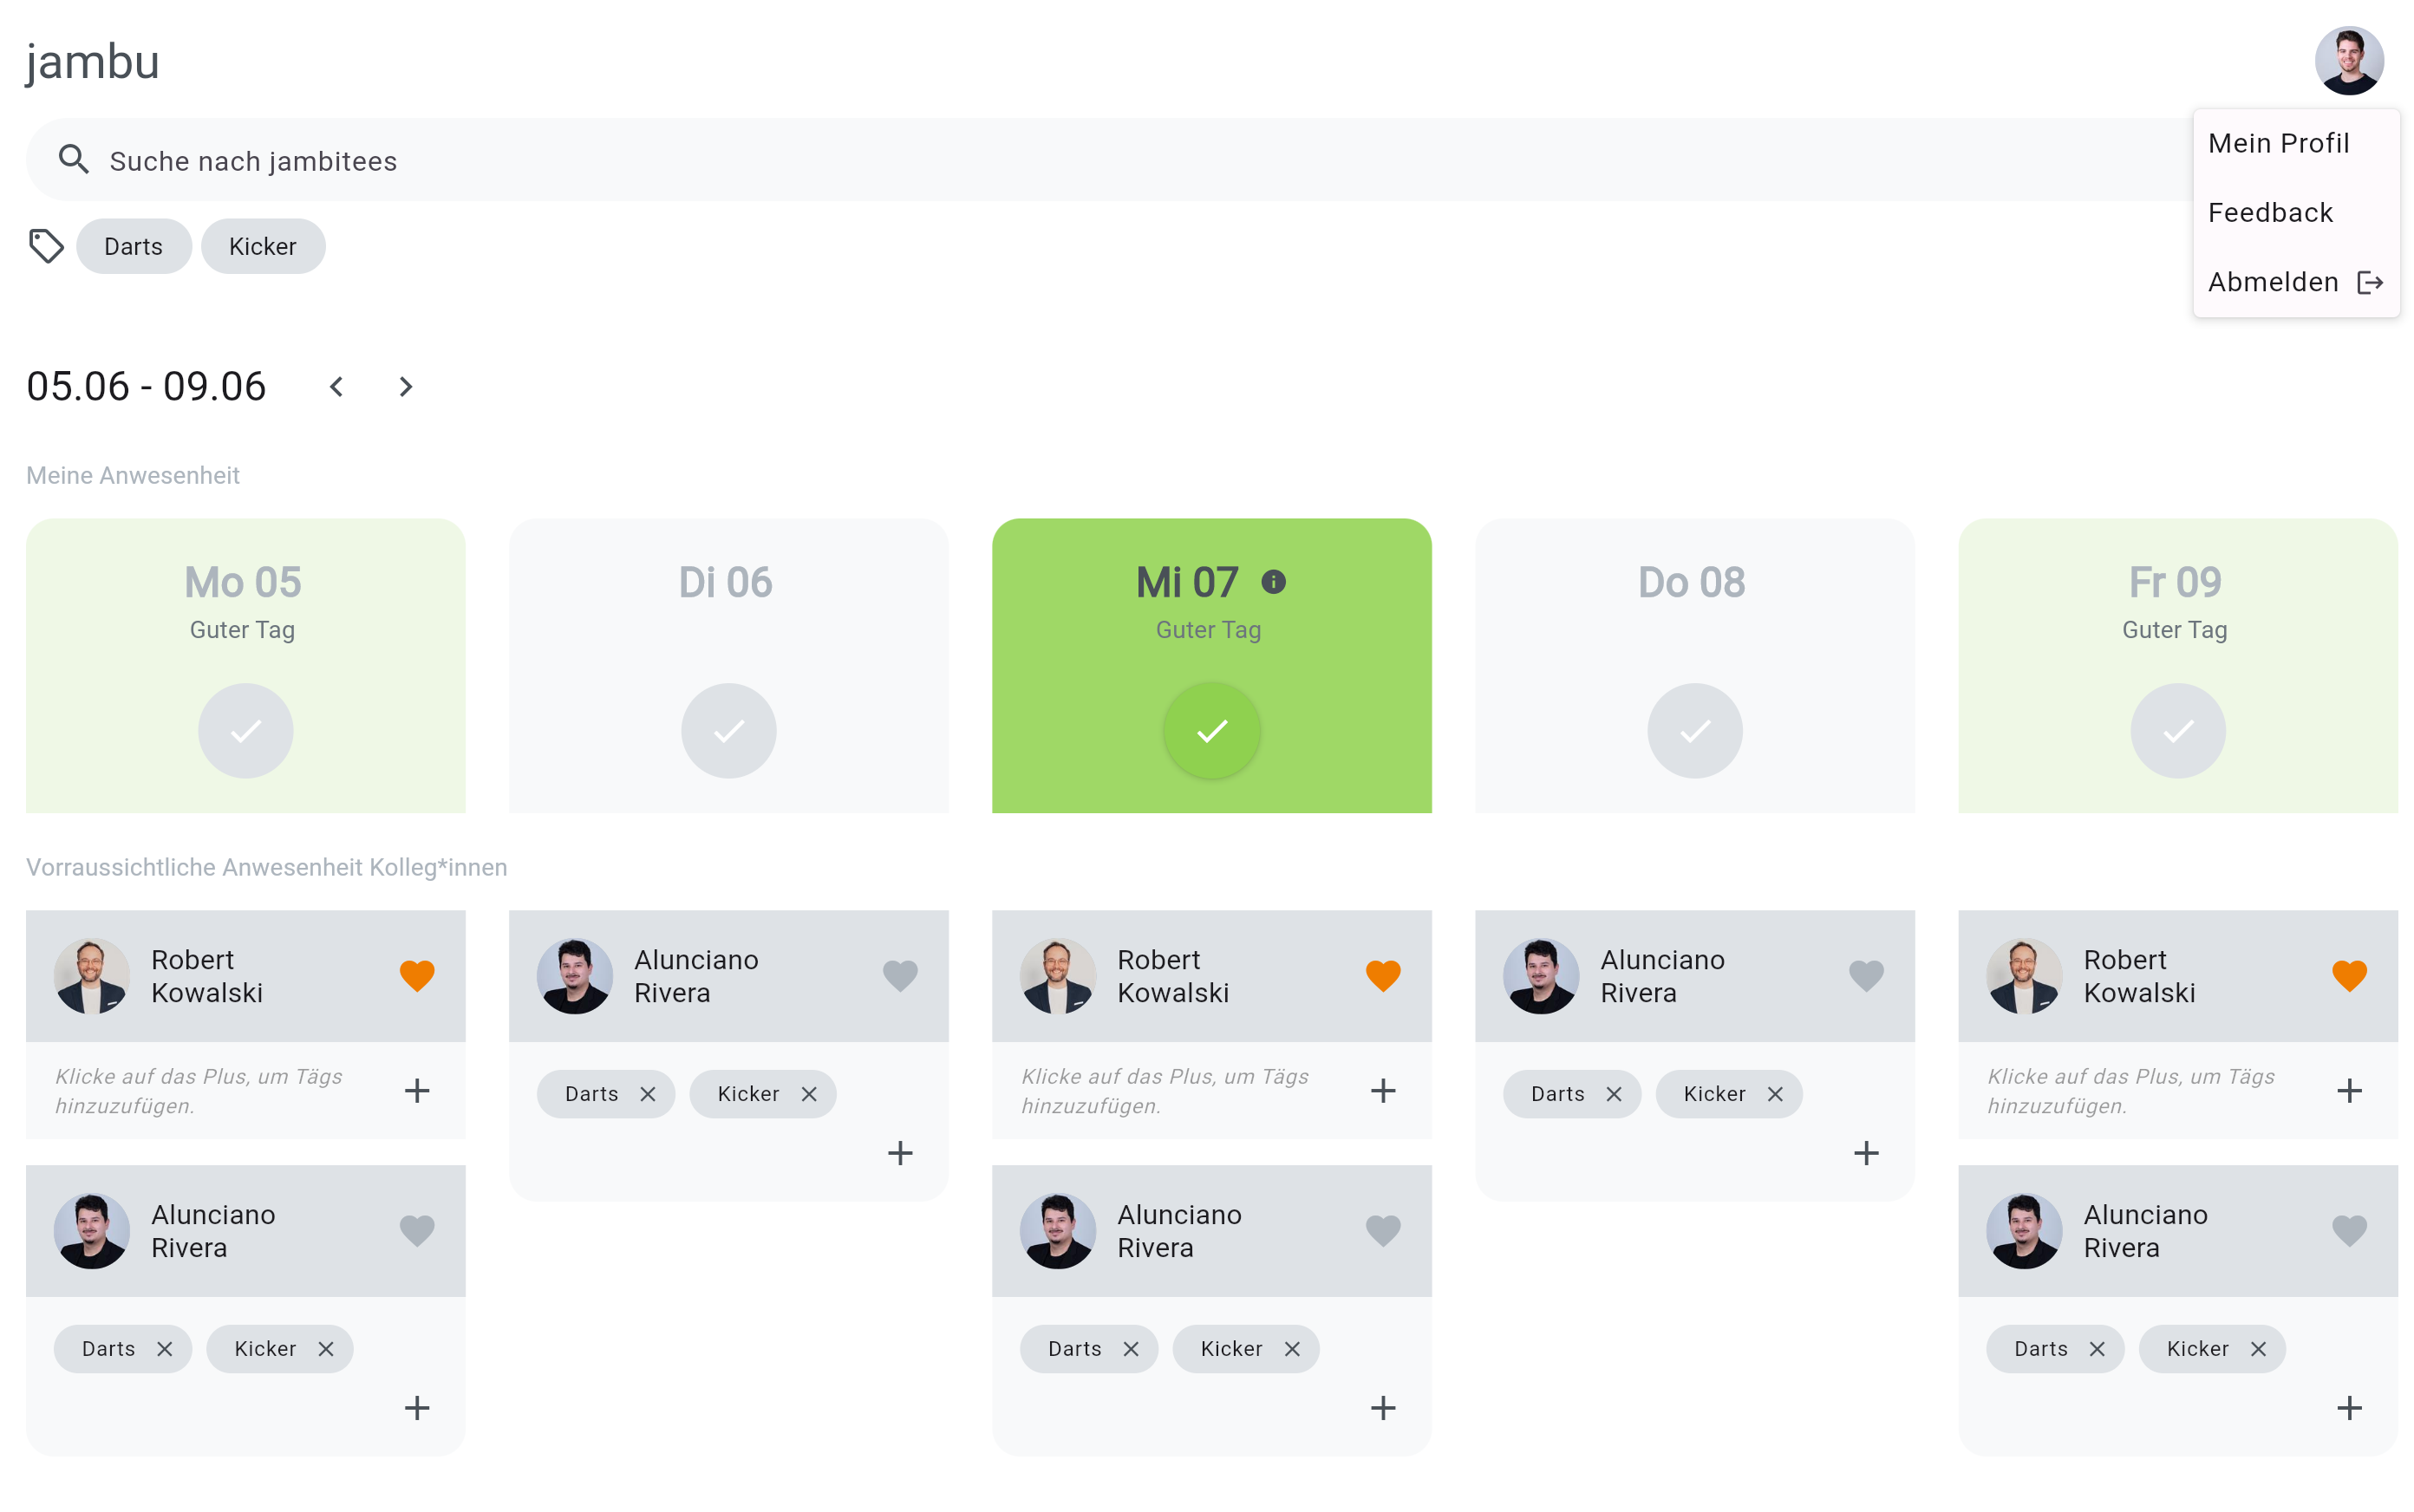 jambu
Suche nach jambitees
Mein Profil
Feedback
Abmelden
Darts
Kicker
05.06 - 09.06
Meine Anwesenheit
Mo 05
Guter Tag
Di 06
Mi 07
Guter Tag
Do 08
Fr 09
Guter Tag
Vorraussichtliche Anwesenheit Kolleg*innen
Robert
Kowalski
Klicke auf das Plus, um Tägs
hinzuzufügen.
Alunciano
Rivera
Darts
Kicker
Alunciano
Rivera
Darts
Kicker
Robert
Kowalski
Klicke auf das Plus, um Tägs
hinzuzufügen.
Alunciano
Rivera
Darts
Kicker
Alunciano
Rivera
Darts
Kicker
Robert
Kowalski
Klicke auf das Plus, um Tägs
hinzuzufügen.
Alunciano
Rivera
Darts
Kicker